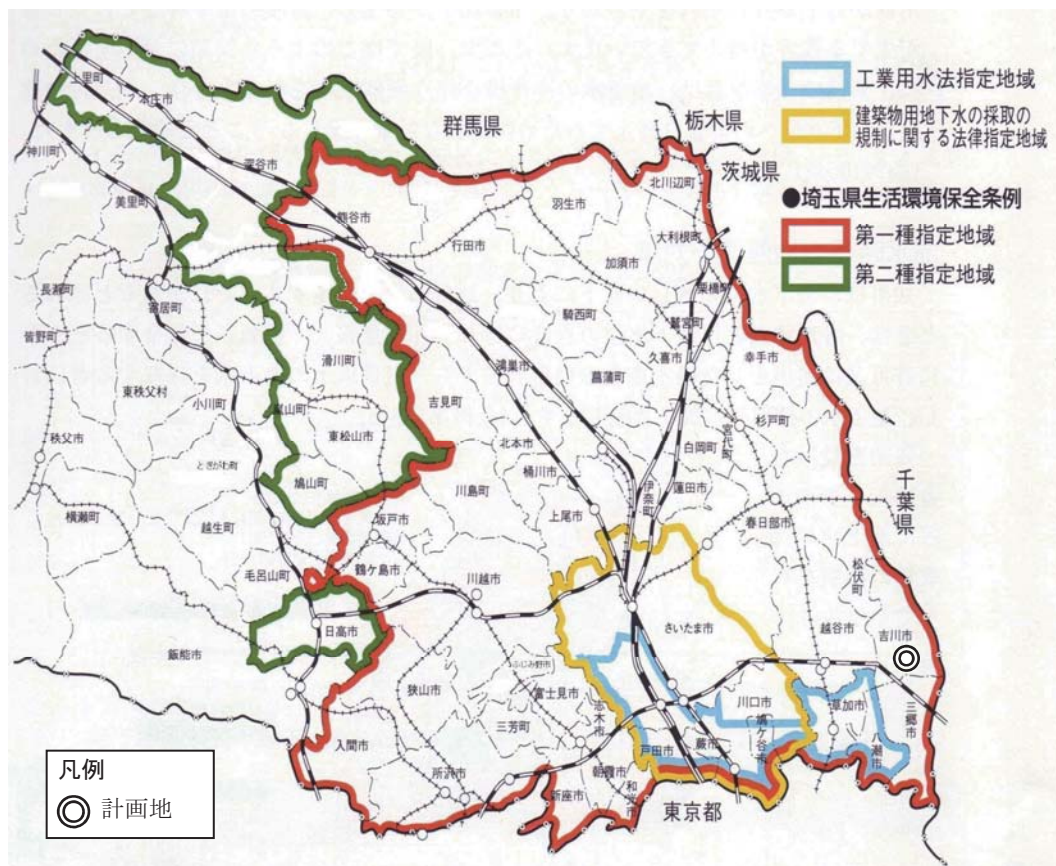 工業用水法指定地域
建築物用地下水の採取の
規制に関する法律指定地域
●埼玉県生活環境保全条例
第一種指定地域
第二種指定地域
群馬県
栃木県
茨城県
千葉県
東京都
上里町
本庄市
神川町
深谷市
美里町
熊谷市
行田市
羽生市
北川辺町
大利根町
加須市
栗橋町
長瀞町
寄居町
騎西町
鷲宮町
皆野町
滑川町
久喜市
幸手市
鴻巣市
菖蒲町
東秩父村
小川町
嵐山町
吉見町
東松山市
杉戸町
宮代町
白岡町
北本市
秩父市
ときがわ町
桶川市
鳩山町
川島町
伊奈町
蓮田市
横瀬町
越生町
坂戸市
上尾市
春日部市
松伏町
毛呂山町
鶴ケ島市
川越市
日高市
さいたま市
越谷市
吉川市
飯能市
ふじみ野市
狭山市
富士見市
志木市
川口市
草加市
三郷市
三芳町
鳩ケ谷市
入間市
戸田市
蕨市
八潮市
所沢市
朝霞市
新座市
和光市
凡例
計画地